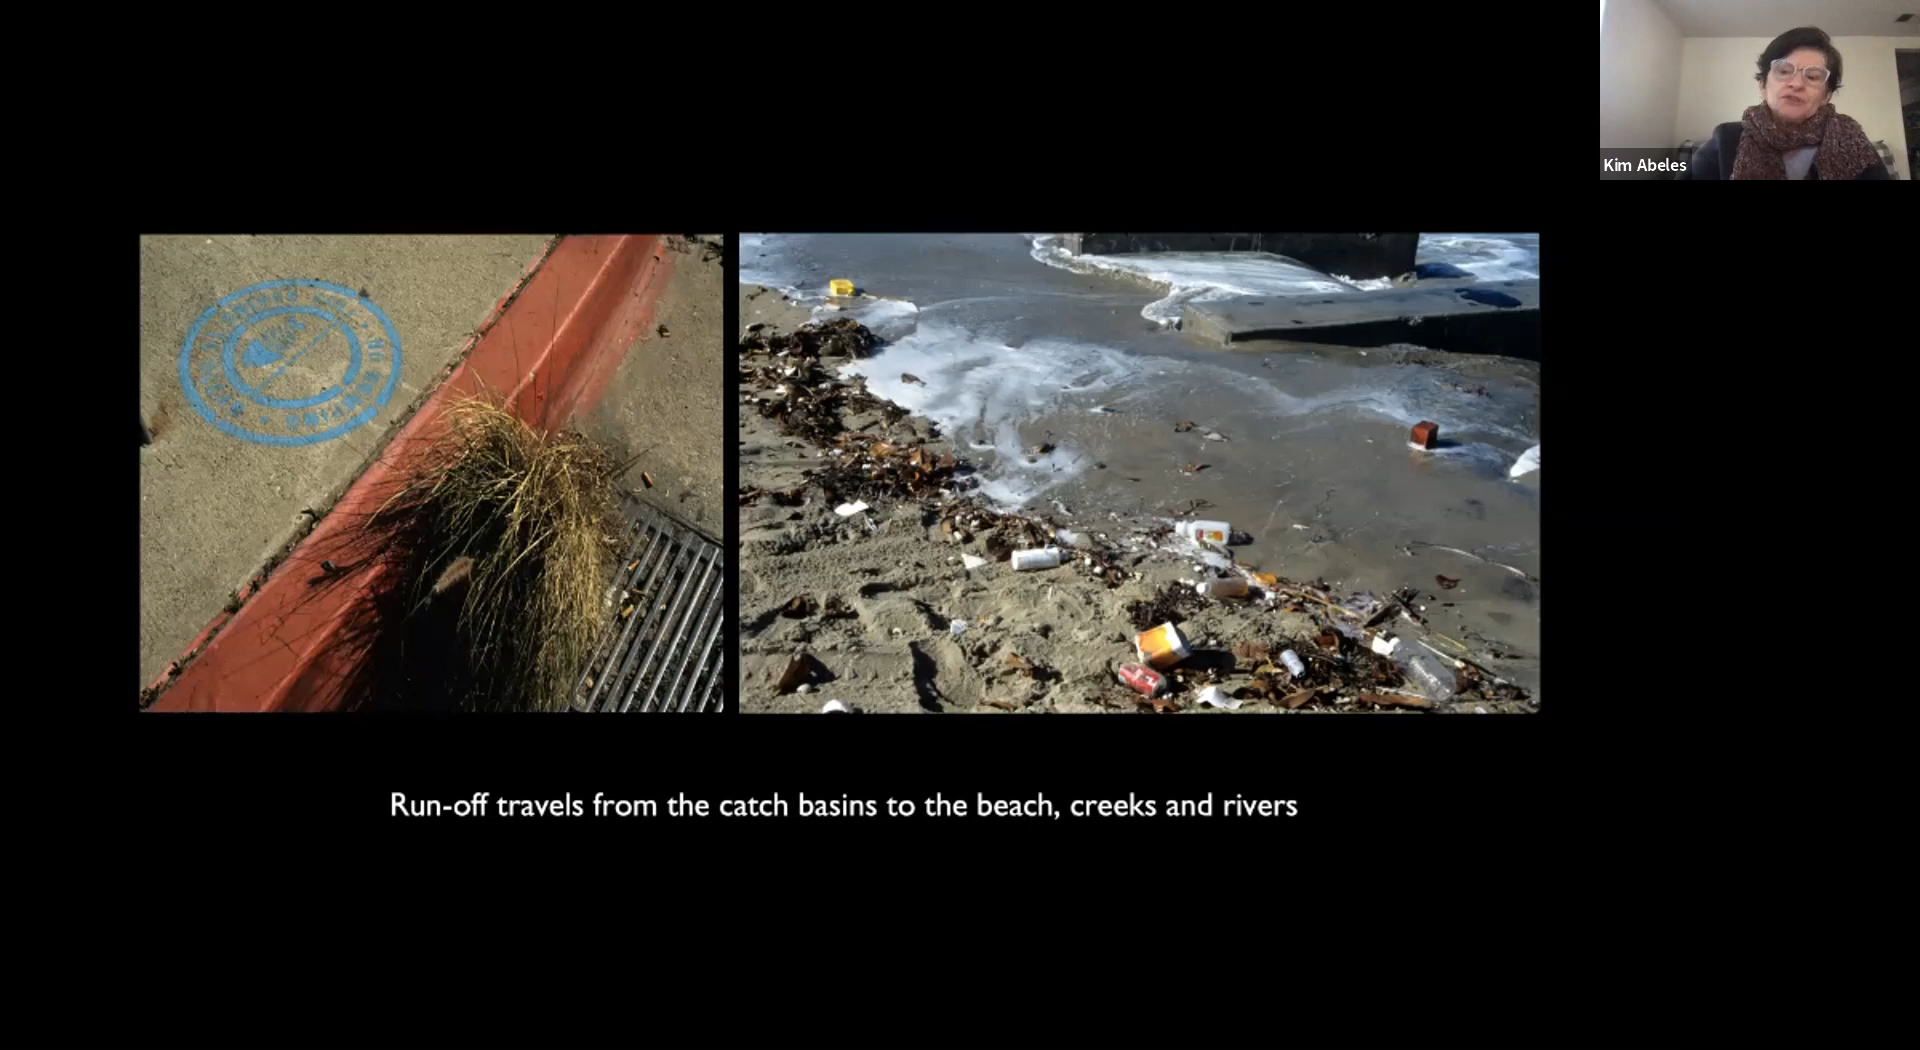 Kim Abeles
Run-off travels from the catch basins to the beach, creeks and rivers